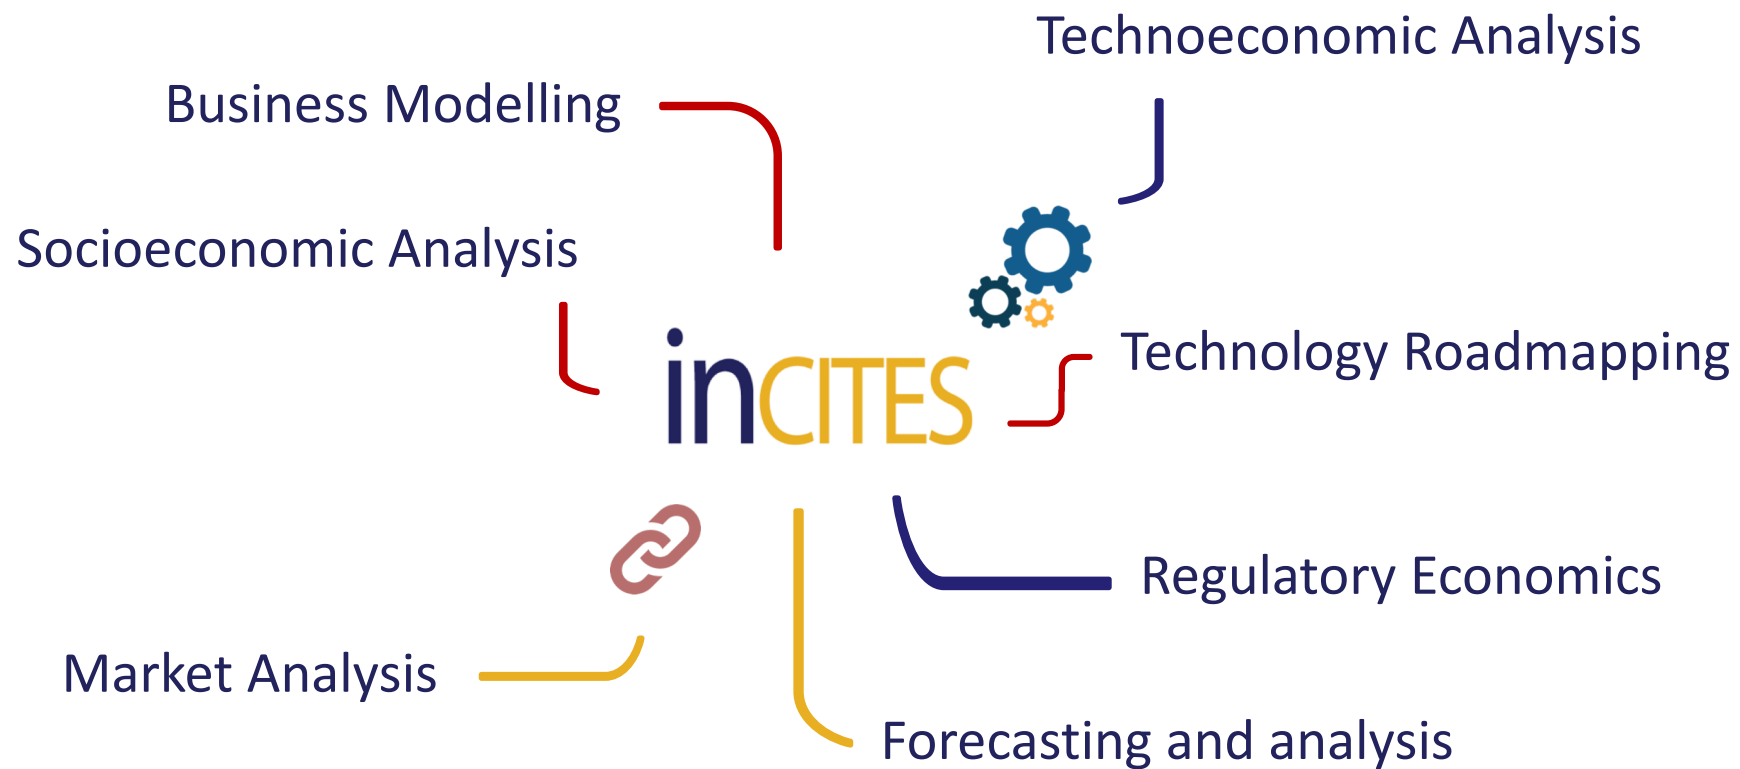 Technoeconomic Analysis
Business Modelling
Socioeconomic Analysis
inCITES
Technology Roadmapping
Regulatory Economics
Market Analysis
Forecasting and analysis